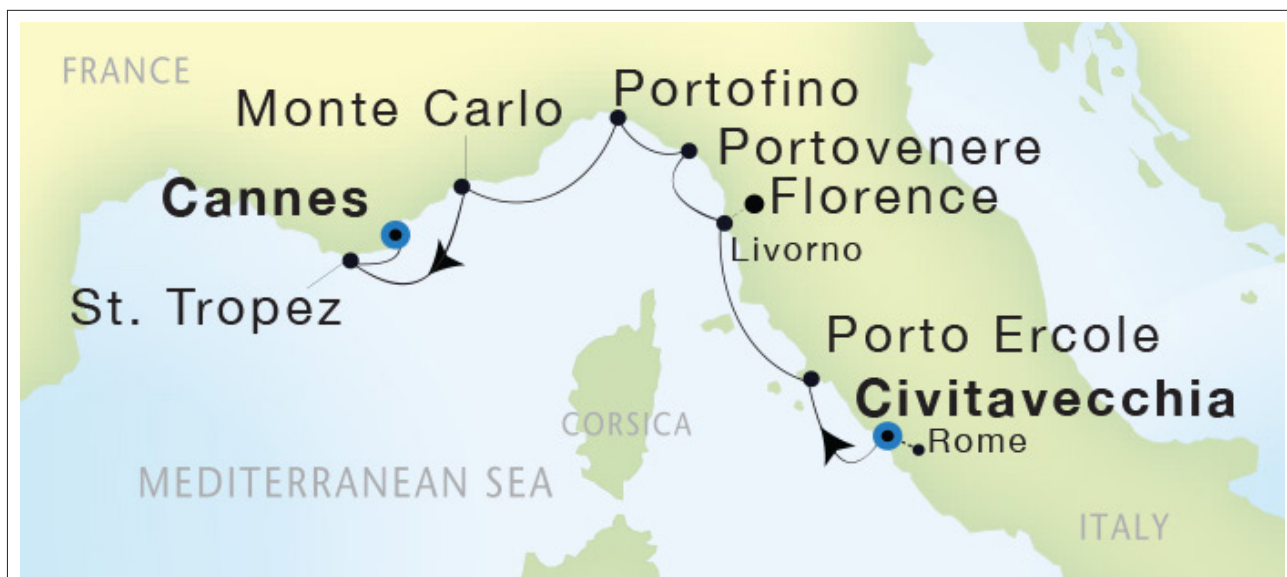 FRANCE
Portofino
Monte Carlo
Portovenere
Cannes
Florence
Livorno
St. Tropez
Porto Ercole
Civitavecchia
CORSICA
Rome
MEDITERRANEAN SEA
ITALY